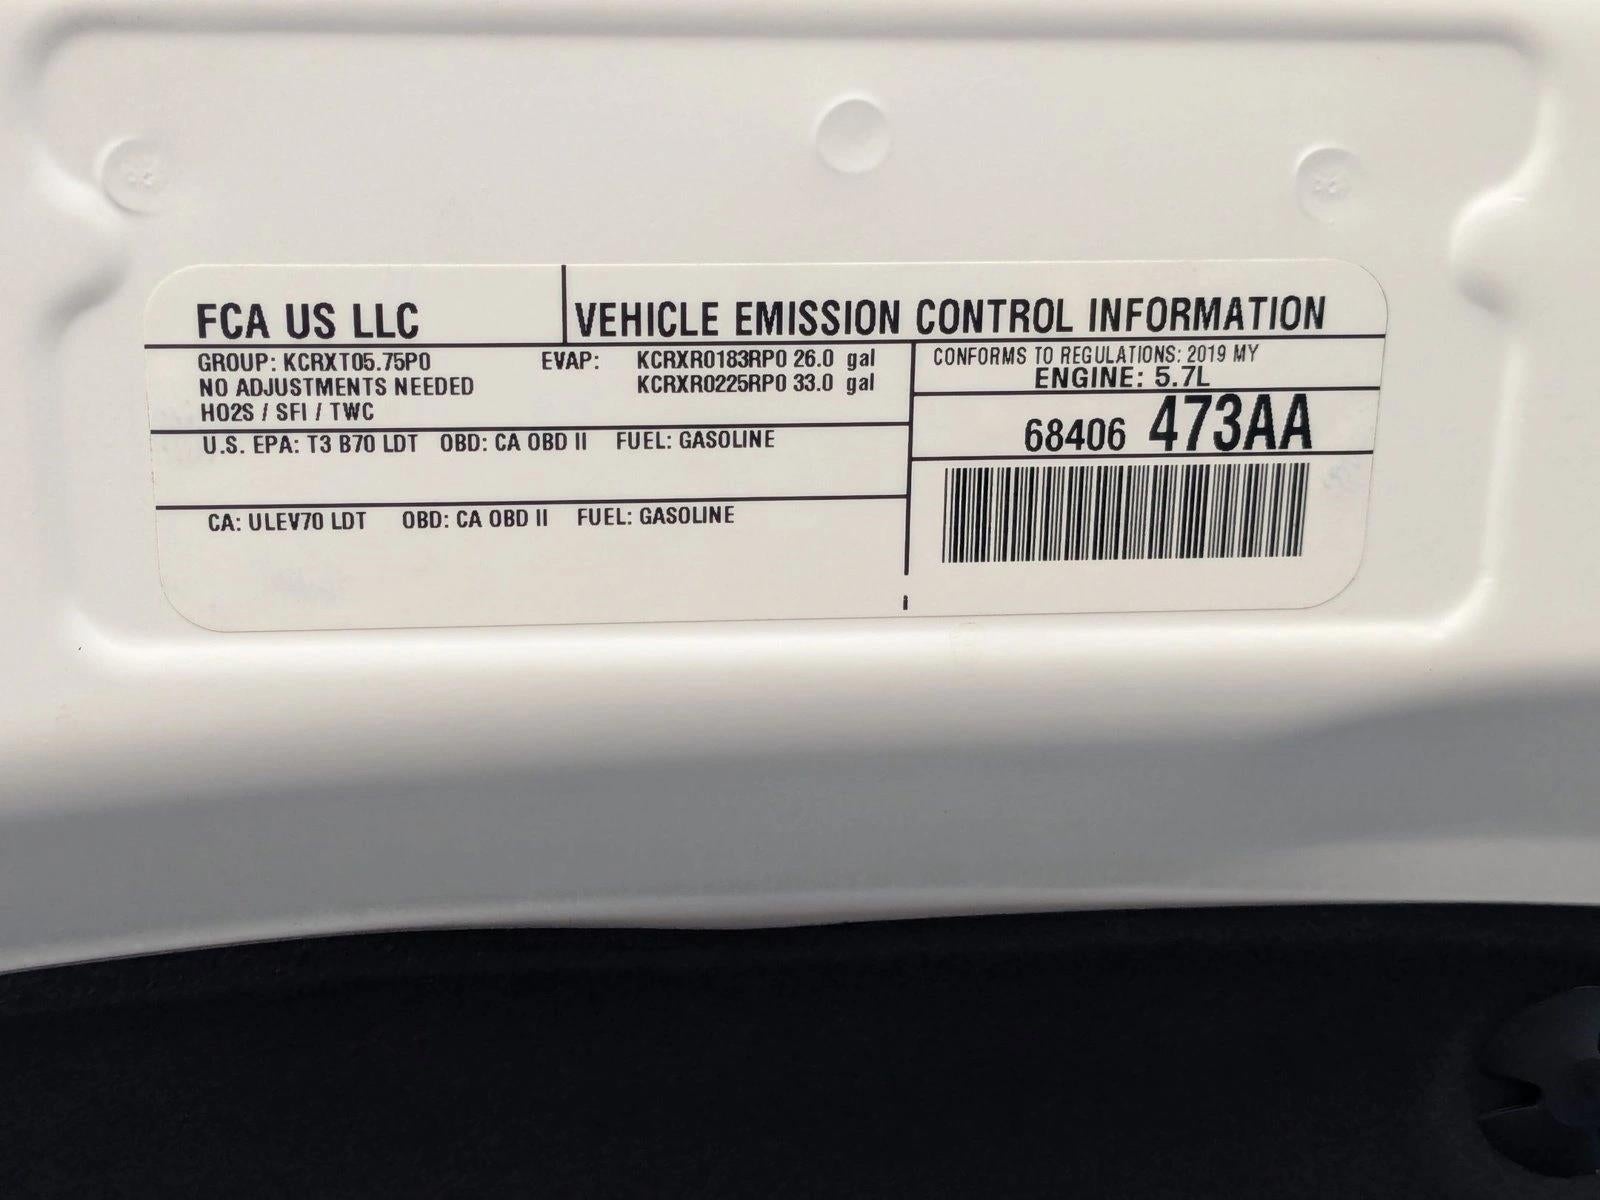 FCA US LLC
VEHICLE EMISSION CONTROL INFORMATION
GROUP: KCRXT05.75P0
NO ADJUSTMENTS NEEDED
HO2S / SFI / TWC
EVAP: KCRXR0183RP0 26.0 gal
KCRXR0225RP0 33.0 gal
CONFORMS TO REGULATIONS: 2019 MY
ENGINE: 5.7L
68406 473AA
U.S. EPA: T3 B70 LDT OBD: CA OBD II FUEL: GASOLINE
CA: ULEV70 LDT OBD: CA OBD II FUEL: GASOLINE
i